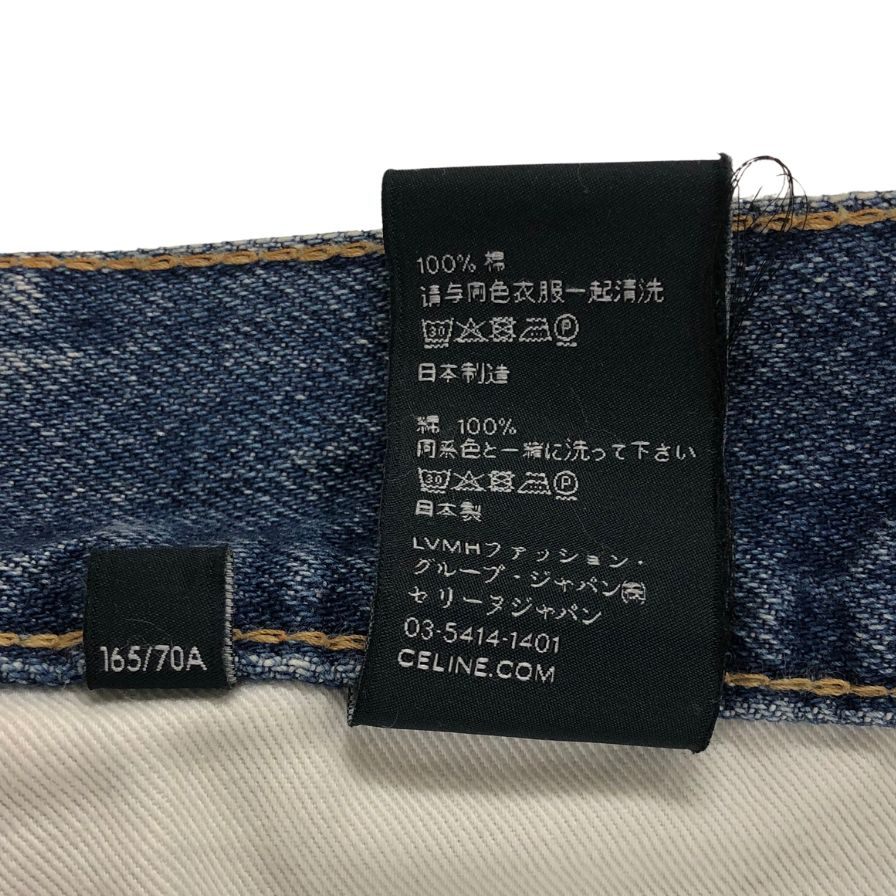 100% 棉
请与同色衣服一起清洗
30 P
日本制造
綿 100%
同系色と一緒に洗って下さい
30 P
日本製
LVMHファッション・
グループ・ジャパン㈱
セリーヌジャパン
03-5414-1401
CELINE.COM
165/70A